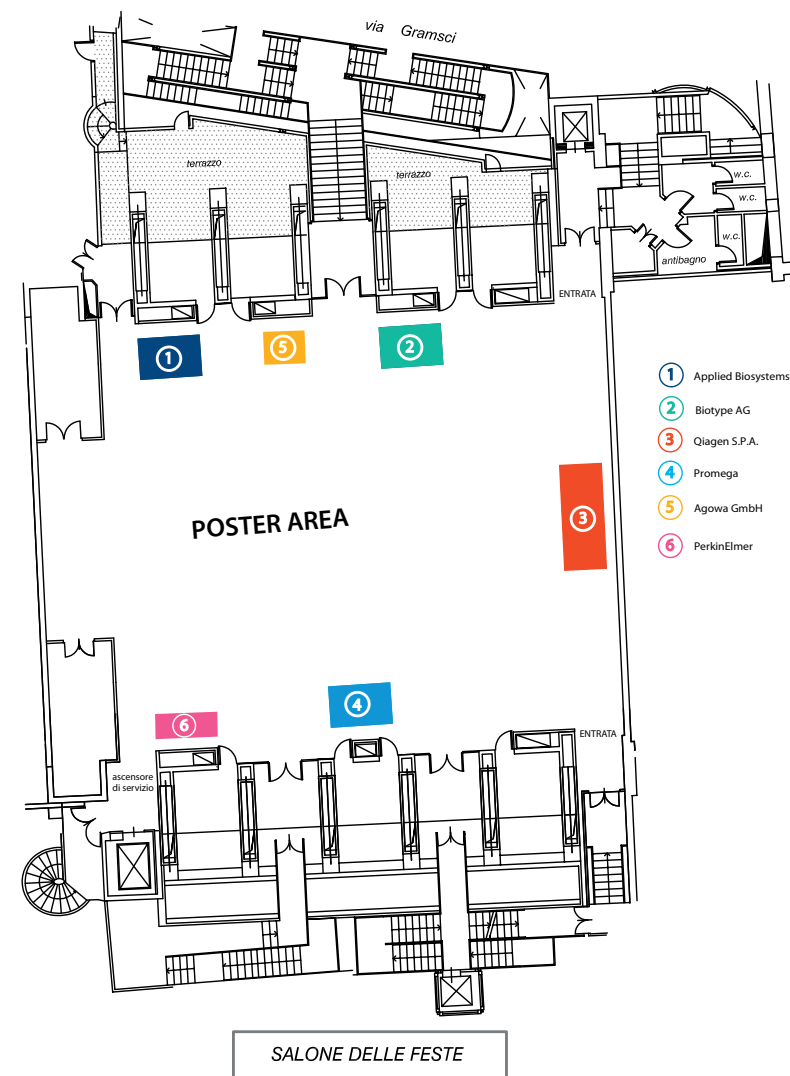 via Gramsci
terrazzo
terrazzo
w.c.
w.c.
w.c.
antibagno
ENTRATA
1
5
2
1 Applied Biosystems
2 Biotype AG
3 Qiagen S.P.A.
4 Promega
5 Agowa GmbH
6 PerkinElmer
POSTER AREA
3
4
6
ENTRATA
ascensore
di servizio
SALONE DELLE FESTE